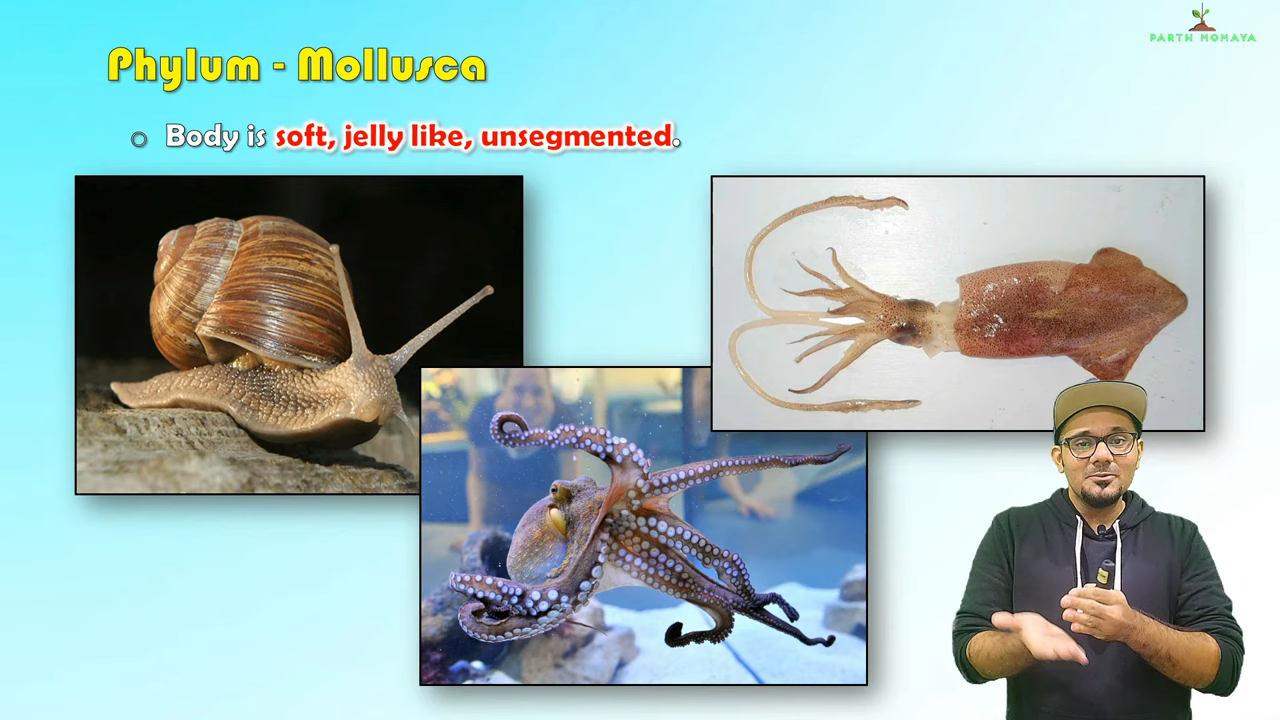 PARTH MOMAYA
Phylum - Mollusca
Body is soft, jelly like, unsegmented.